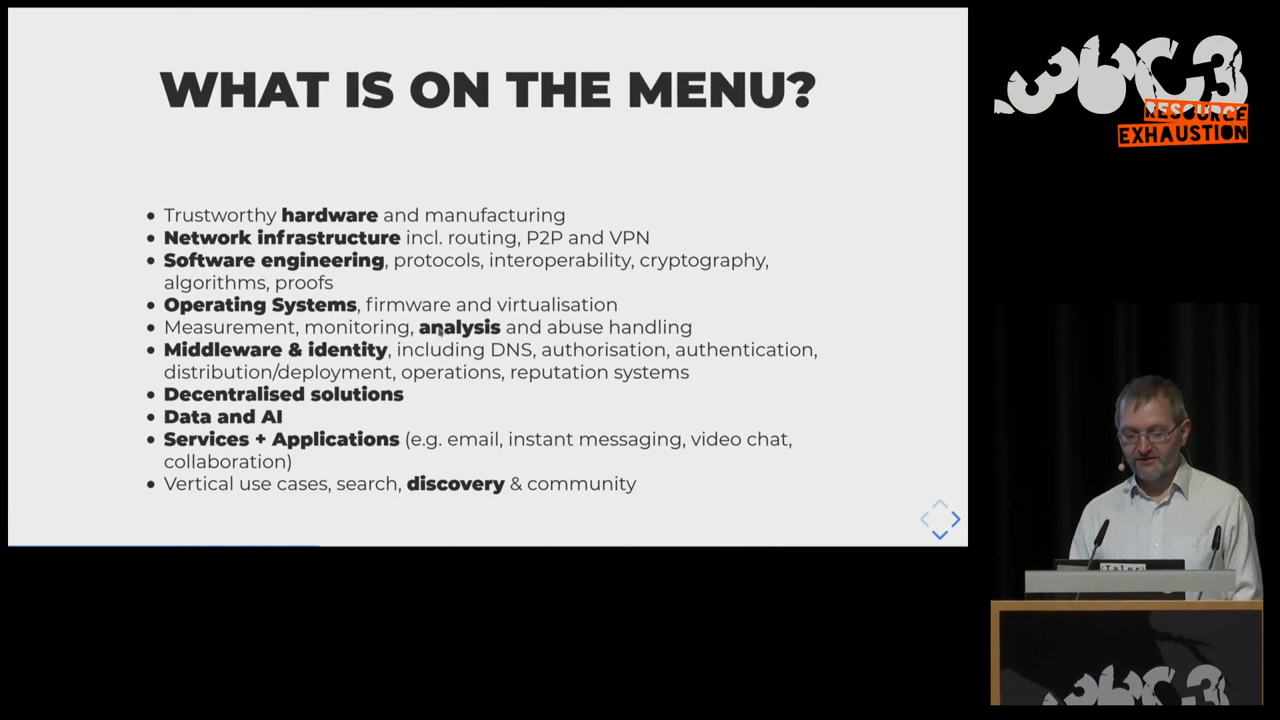 WHAT IS ON THE MENU?
• Trustworthy hardware and manufacturing
• Network infrastructure incl. routing, P2P and VPN
• Software engineering, protocols, interoperability, cryptography,
algorithms, proofs
• Operating Systems, firmware and virtualisation
• Measurement, monitoring, analysis and abuse handling
• Middleware & identity, including DNS, authorisation, authentication,
distribution/deployment, operations, reputation systems
• Decentralised solutions
• Data and AI
• Services + Applications (e.g. email, instant messaging, video chat,
collaboration)
• Vertical use cases, search, discovery & community
36C3
RESOURCE
EXHAUSTION
Taler
36C3